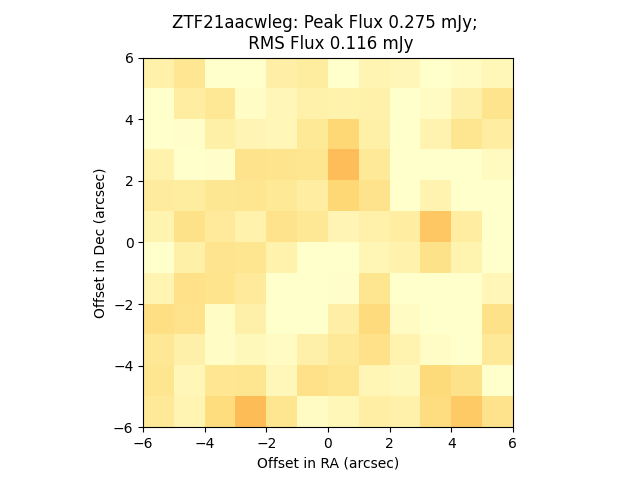 ZTF21aacwleg: Peak Flux 0.275 mJy;
RMS Flux 0.116 mJy
6
4
2
0
−2
−4
−6
Offset in Dec (arcsec)
−6 −4 −2 0 2 4 6
Offset in RA (arcsec)